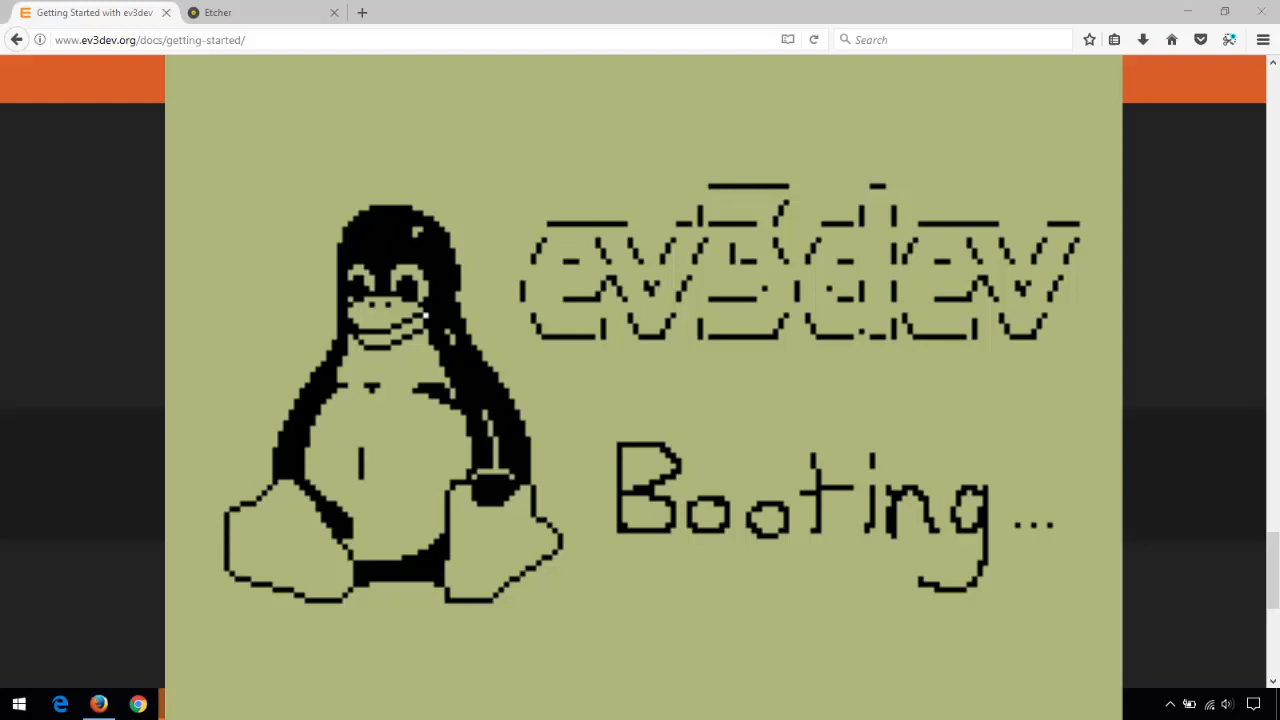 Getting Started with ev3dev
Etcher
www.ev3dev.org/docs/getting-started/
Search
ev3dev
Booting...